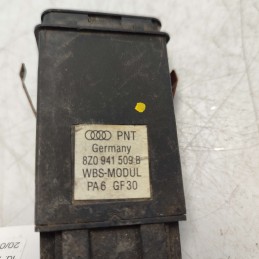 PNT
Germany
8Z0 941 509 B
WBS-MODUL
PA6 GF30